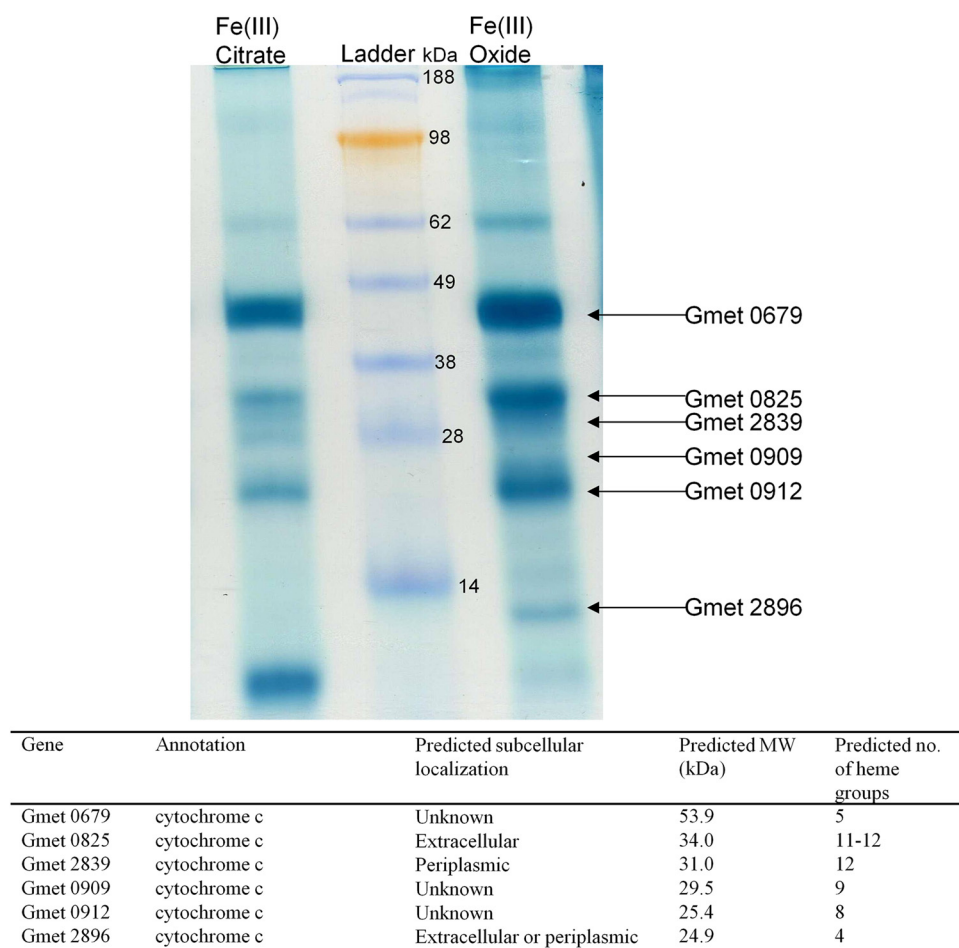 Fe(III)
Citrate
Ladder kDa
Fe(III)
Oxide
188
98
62
49
38
28
14
Gmet 0679
Gmet 0825
Gmet 2839
Gmet 0909
Gmet 0912
Gmet 2896
Gene Annotation Predicted subcellular localization Predicted MW (kDa) Predicted no. of heme groups
Gmet 0679 cytochrome c Unknown 53.9 5
Gmet 0825 cytochrome c Extracellular 34.0 11-12
Gmet 2839 cytochrome c Periplasmic 31.0 12
Gmet 0909 cytochrome c Unknown 29.5 9
Gmet 0912 cytochrome c Unknown 25.4 8
Gmet 2896 cytochrome c Extracellular or periplasmic 24.9 4